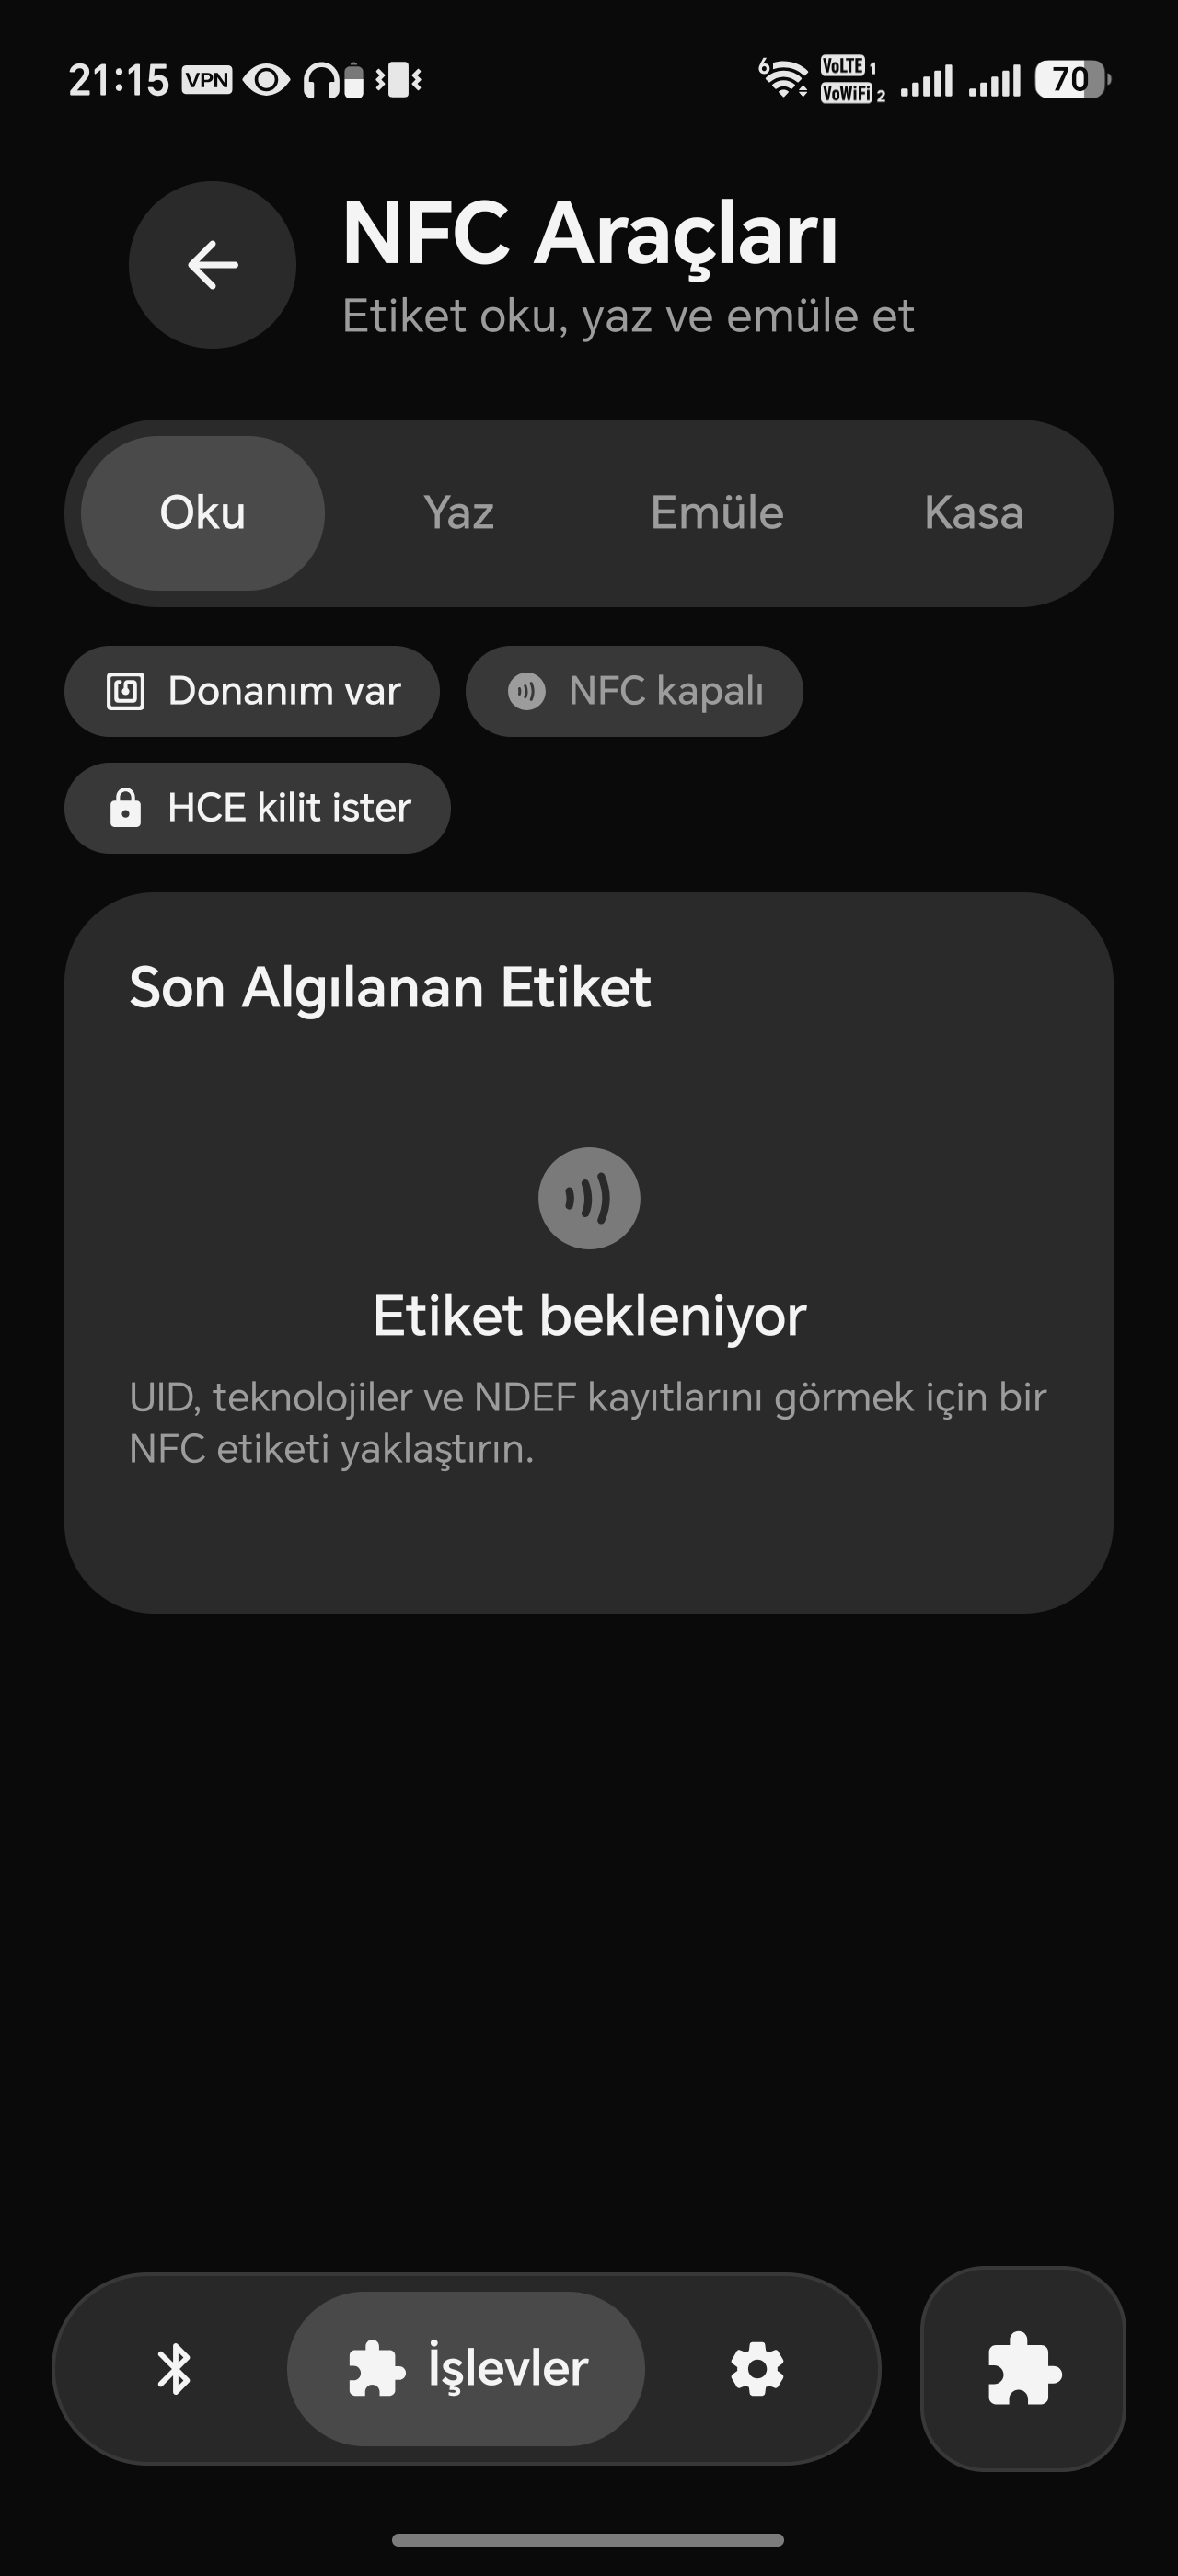 21:15 VPN 6 VoLTE 1 VoWiFi 2 70
NFC Araçları
Etiket oku, yaz ve emüle et
Oku Yaz Emüle Kasa
Donanım var NFC kapalı
HCE kilit ister
Son Algılanan Etiket
Etiket bekleniyor
UID, teknolojiler ve NDEF kayıtlarını görmek için bir
NFC etiketi yaklaştırın.
İşlevler